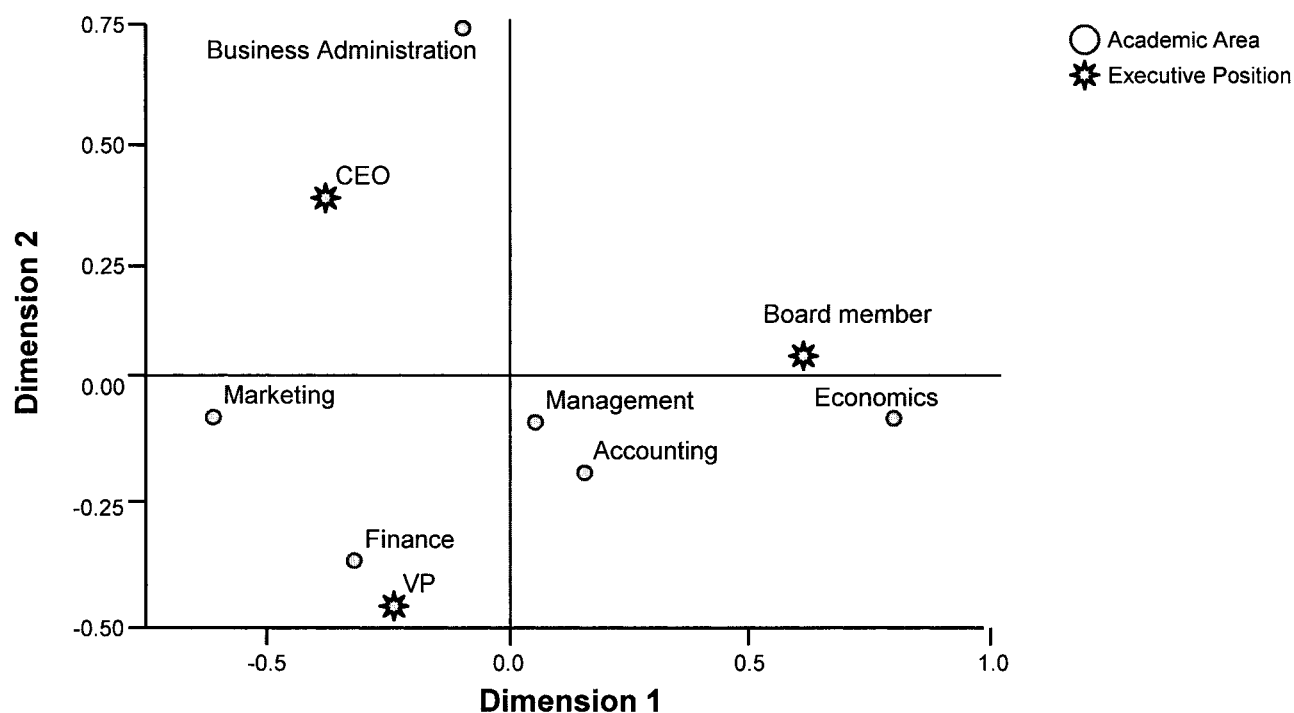 0.75
Business Administration
Academic Area
Executive Position
0.50
CEO
0.25
Board member
0.00
Marketing
Management
Economics
Accounting
-0.25
Finance
VP
-0.50
-0.5
0.0
0.5
1.0
Dimension 1
Dimension 2